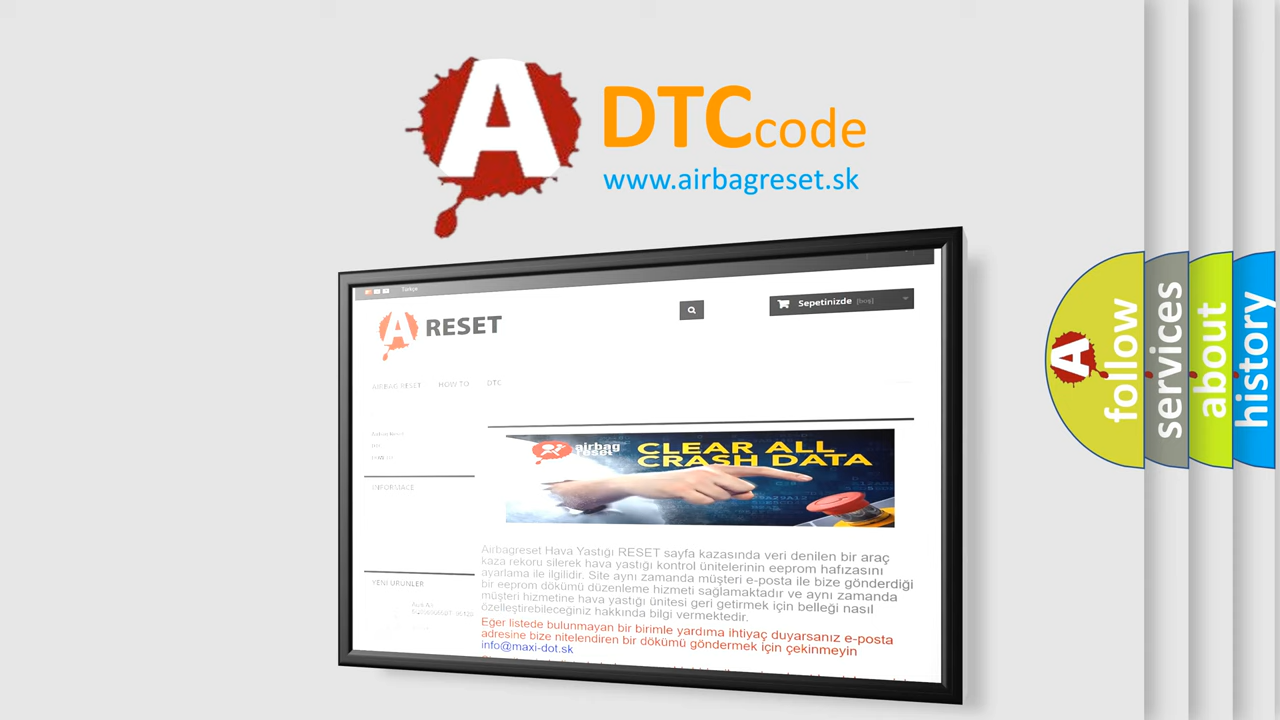 A DTCcode
www.airbagreset.sk
Türkçe
A RESET
Sepetinizde [boş]
AIRBAG RESET HOW TO DTC
INFORMACE
airbag
reset
CLEAR ALL
CRASH DATA
Airbagreset Hava Yastığı RESET sayfa kazasında veri denilen bir araç
kaza rekoru silerek hava yastığı kontrol ünitelerinin eeprom hafızasını
ayarlama ile ilgilidir. Site aynı zamanda müşteri e-posta ile bize gönderdiği
bir eeprom dökümü düzenleme hizmeti sağlamaktadır ve aynı zamanda
müşteri hizmetine hava yastığı ünitesi geri getirmek için belleği nasıl
özelleştirebileceğiniz hakkında bilgi vermektedir.
Eger listede bulunmayan bir birimle yardıma ihtiyaç duyarsanız e-posta
adresine bize nitelendiren bir dökümü göndermek için çekinmeyin
info@maxi-dot.sk
YENI ÜRÜNLER
A follow
services
about
history